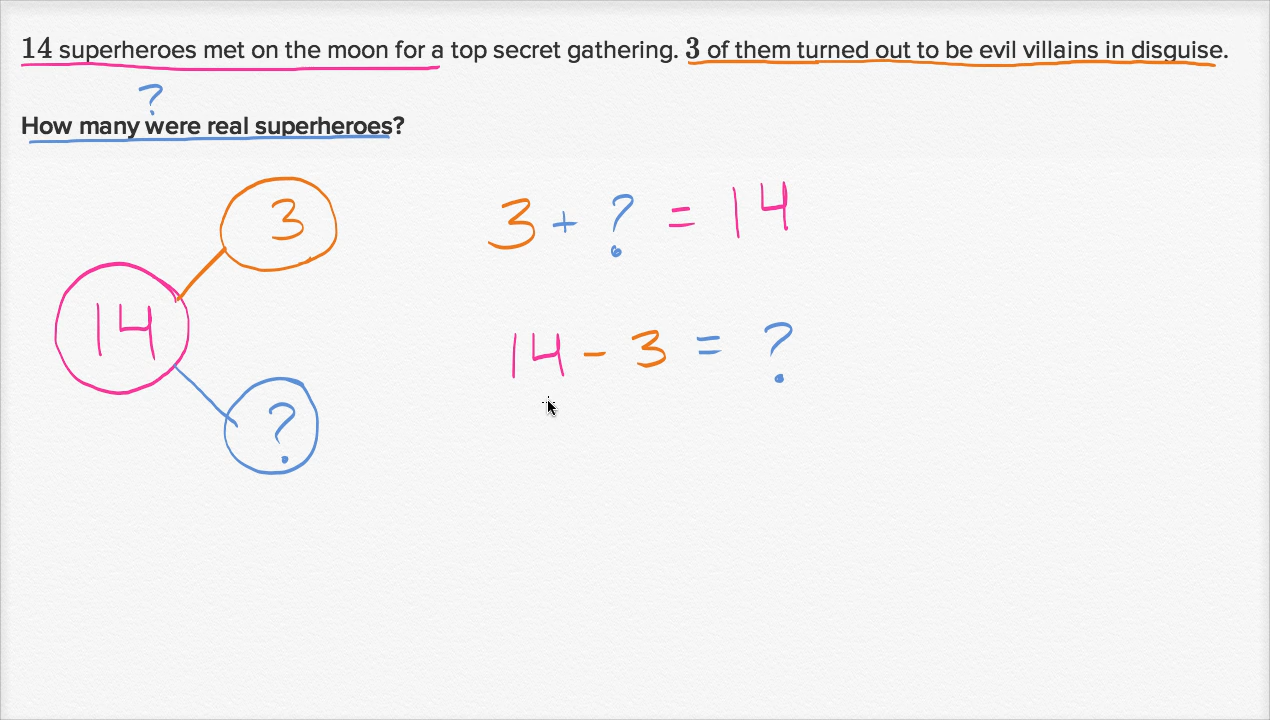 14 superheroes met on the moon for a top secret gathering. 3 of them turned out to be evil villains in disguise.
?
How many were real superheroes?
3
3 + ? = 14
14
14 - 3 = ?
?